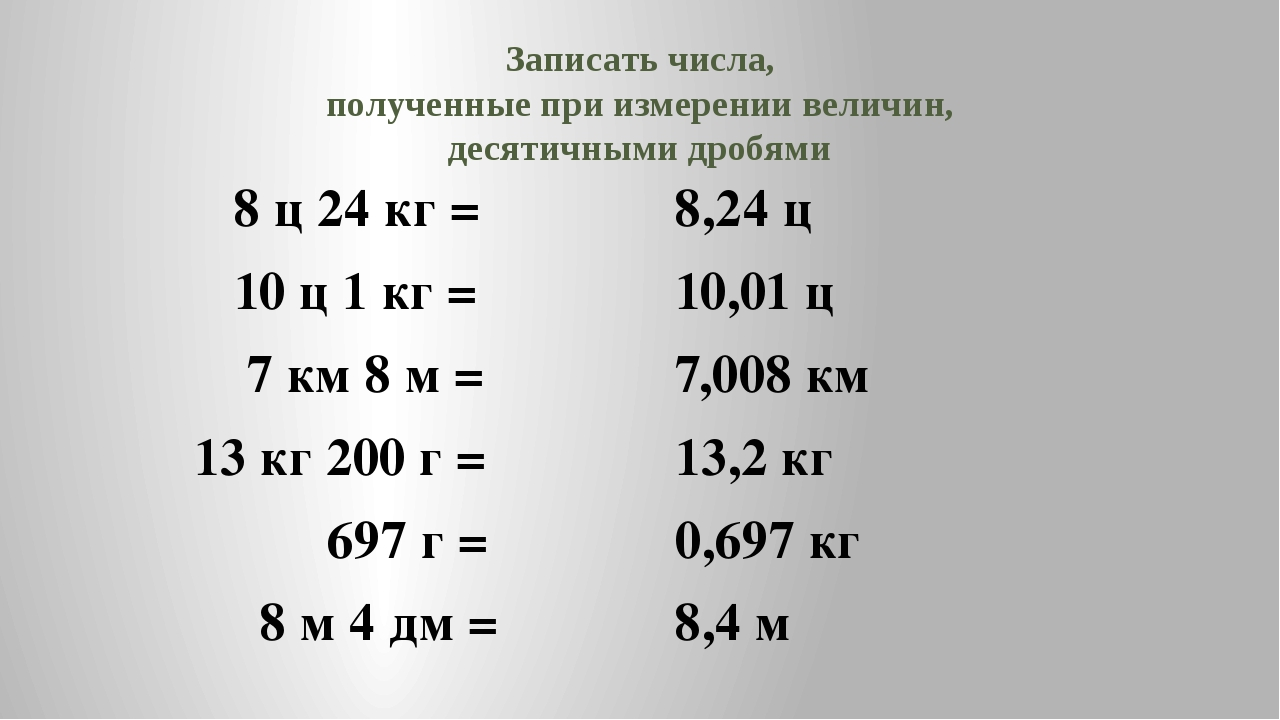 Записать числа,
полученные при измерении величин,
десятичными дробями
8 ц 24 кг = 8,24 ц
10 ц 1 кг = 10,01 ц
7 км 8 м = 7,008 км
13 кг 200 г = 13,2 кг
697 г = 0,697 кг
8 м 4 дм = 8,4 м